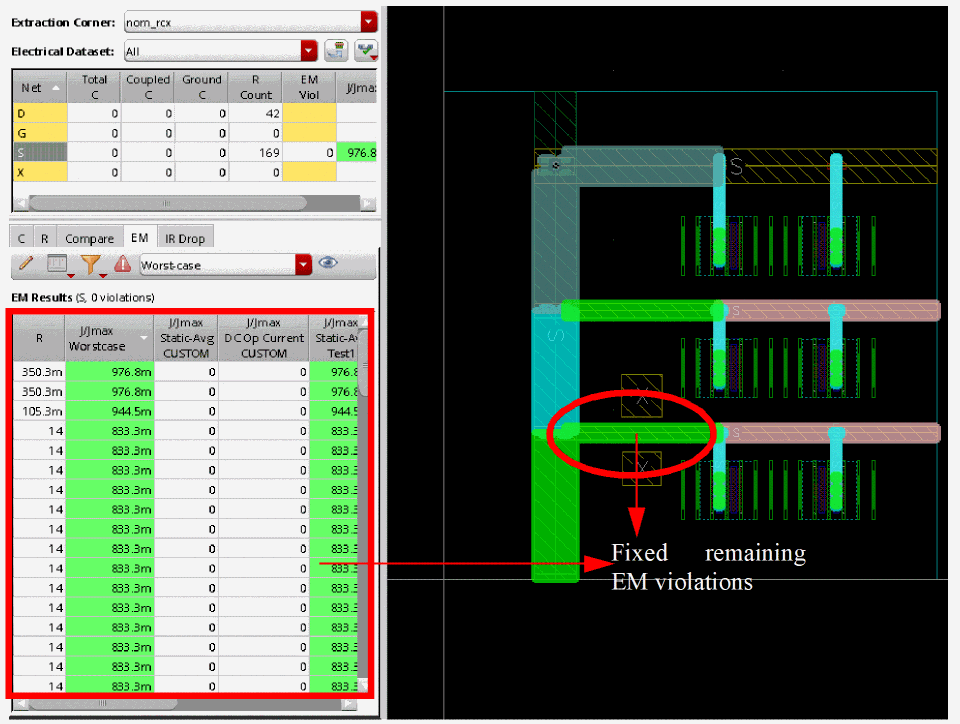 Extraction Corner: nom_rcx
Electrical Dataset: All
Net Total C Coupled C Ground C R Count EM Viol J/Jmax
D 0 0 0 42
G 0 0 0 0
S 0 0 0 169 0 976.8
X 0 0 0 0
C R Compare EM IR Drop
Worst-case
EM Results (S, 0 violations)
R J/Jmax Worstcase J/Jmax Static-Avg CUSTOM J/Jmax DC Op Current CUSTOM J/Jmax Static-Av Test1
350.3m 976.8m 0 0 976.8
350.3m 976.8m 0 0 976.8
105.3m 944.5m 0 0 944.5
14 833.3m 0 0 833.3
14 833.3m 0 0 833.3
14 833.3m 0 0 833.3
14 833.3m 0 0 833.3
14 833.3m 0 0 833.3
14 833.3m 0 0 833.3
14 833.3m 0 0 833.3
14 833.3m 0 0 833.3
14 833.3m 0 0 833.3
14 833.3m 0 0 833.3
14 833.3m 0 0 833.3
14 833.3m 0 0 833.3
14 833.3m 0 0 833.3
14 833.3m 0 0 833.3
S
S
S
X
S
X
Fixed remaining
EM violations